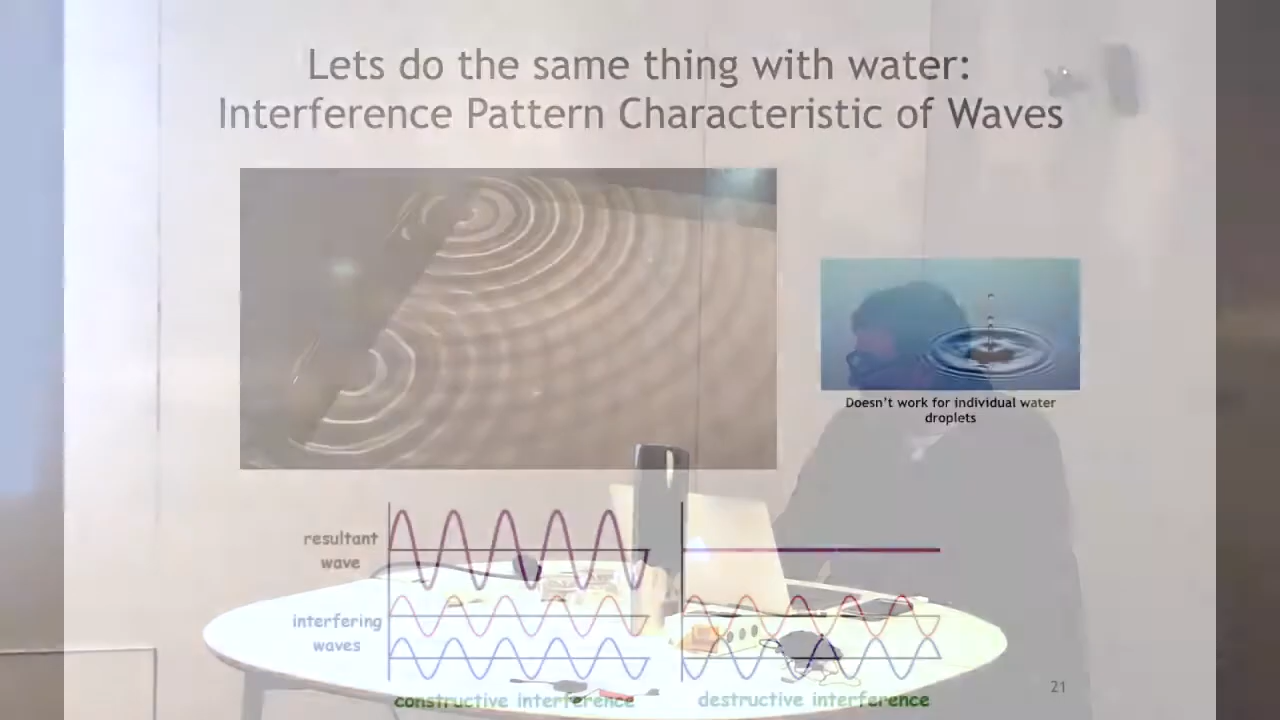 Lets do the same thing with water:
Interference Pattern Characteristic of Waves
Doesn't work for individual water
droplets
resultant
wave
interfering
waves
constructive interference
destructive interference
21